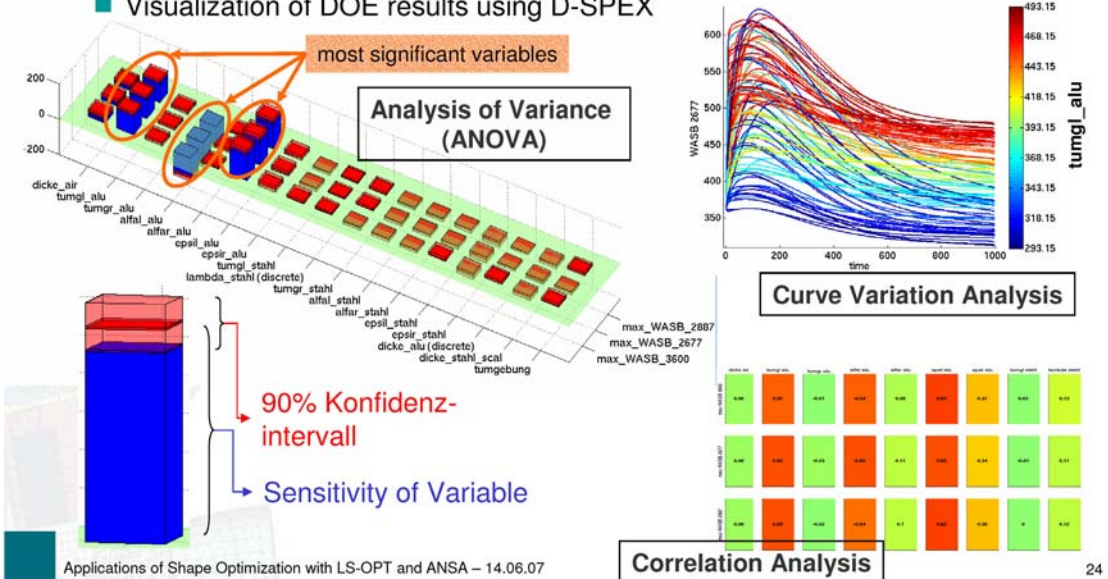 Visualization of DOE results using D-SPEX
most significant variables
Analysis of Variance
(ANOVA)
200
0
-200
dicke_air
tumgl_alu
tumgr_alu
alfal_alu
alfar_alu
epsil_alu
epsir_alu
tumgl_stahl
lambda_stahl (discrete)
tumgr_stahl
alfal_stahl
alfar_stahl
epsil_stahl
epsir_stahl
dicke_alu (discrete)
dicke_stahl_scal
tumgebung
max_WASB_2887
max_WASB_2677
max_WASB_3600
90% Konfidenz-
intervall
Sensitivity of Variable
WASB 2677
600
550
500
450
400
350
0
200
400
600
800
1000
time
493.15
468.15
443.15
418.15
393.15
368.15
343.15
318.15
293.15
tumgl_alu
Curve Variation Analysis
Correlation Analysis
Applications of Shape Optimization with LS-OPT and ANSA – 14.06.07
24